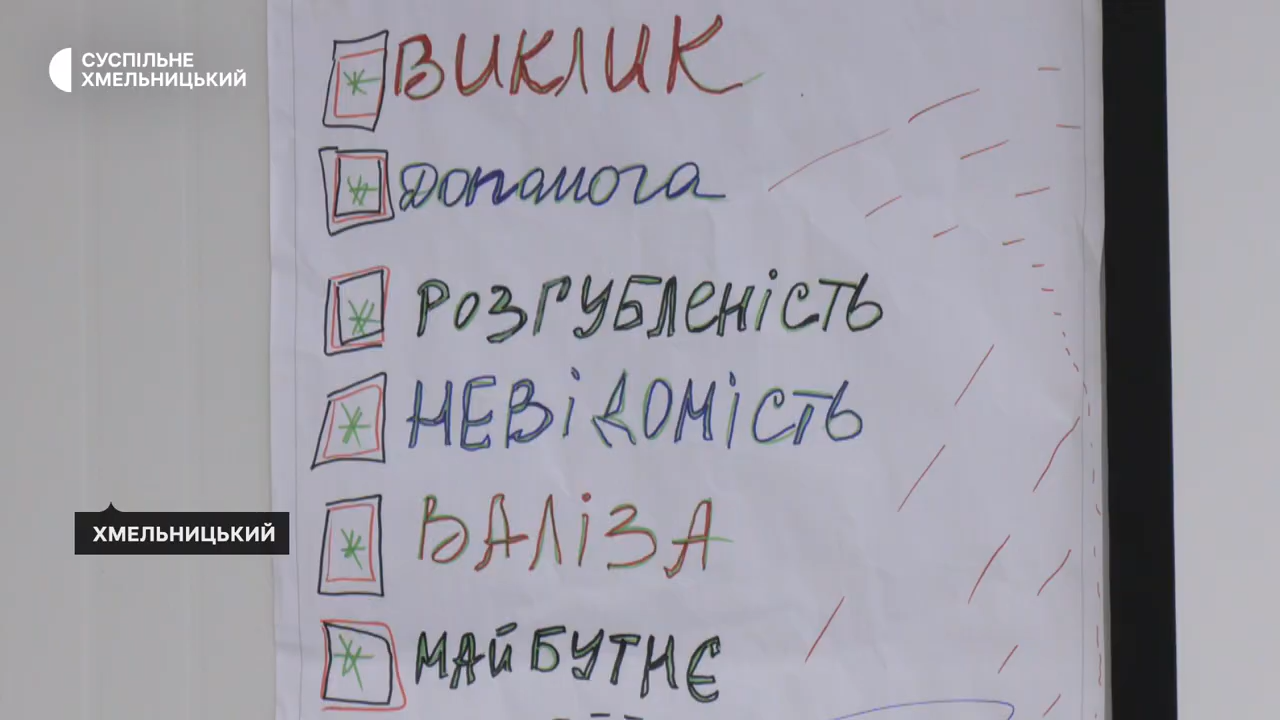 СУСПІЛЬНЕ
ХМЕЛЬНИЦЬКИЙ
ВИКЛИК
Допомога
РОЗГУБЛЕНІСТЬ
НЕВІДОМІСТЬ
ВАЛІЗА
ХМЕЛЬНИЦЬКИЙ
МАЙБУТНЄ